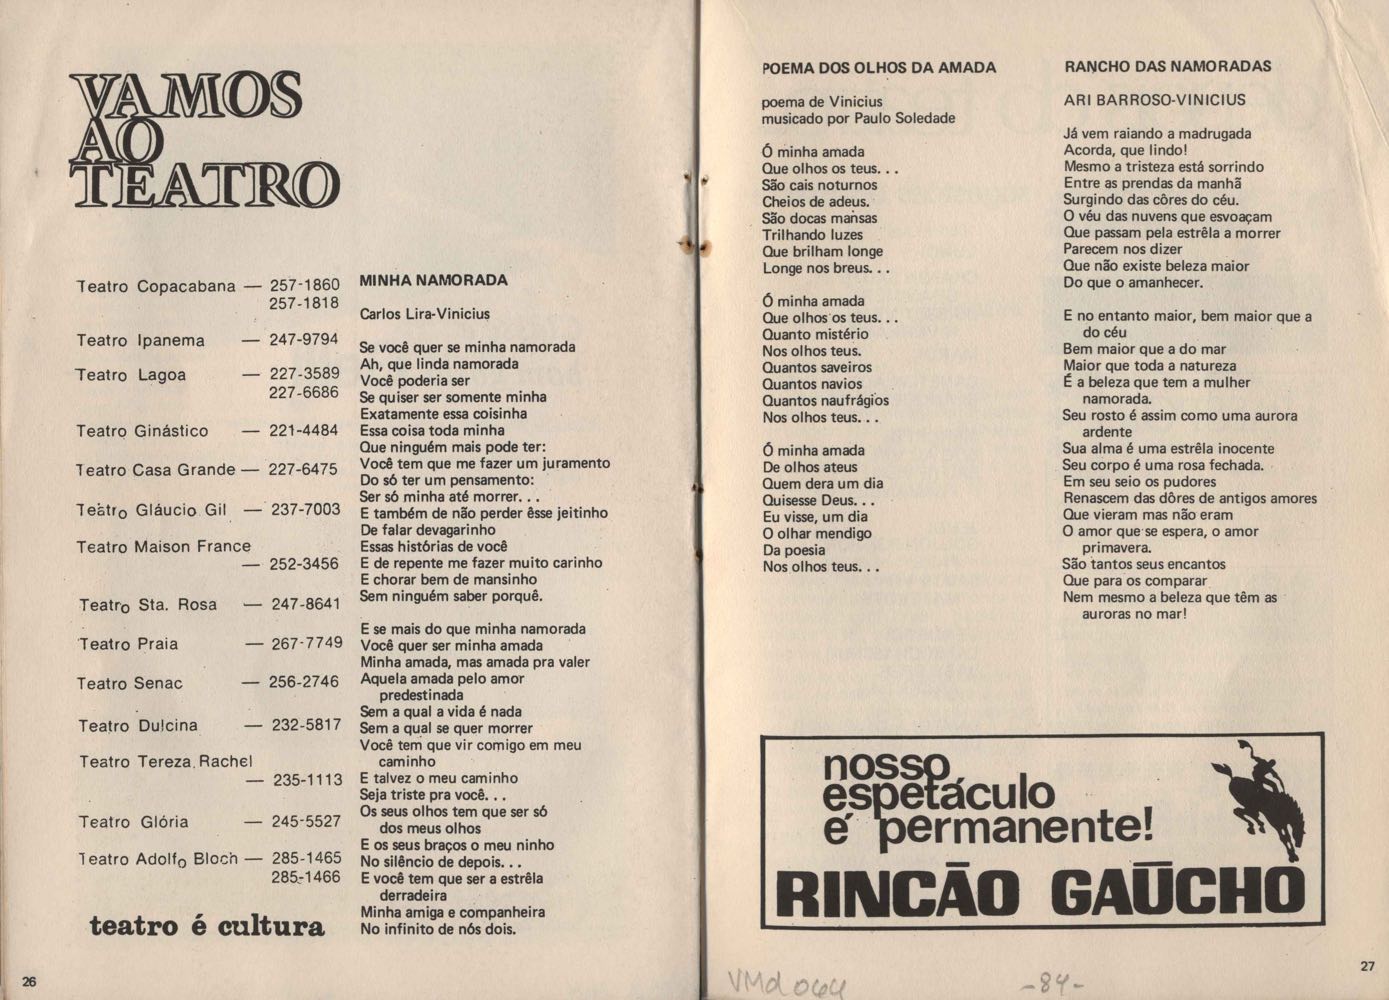 VAMOS
AO
TEATRO
Teatro Copacabana — 257-1860
257-1818
Teatro Ipanema — 247-9794
Teatro Lagoa — 227-3589
227-6686
Teatro Ginástico — 221-4484
Teatro Casa Grande — 227-6475
Teatro Gláucio Gil — 237-7003
Teatro Maison France
— 252-3456
Teatro Sta. Rosa — 247-8641
Teatro Praia — 267-7749
Teatro Senac — 256-2746
Teatro Dulcina — 232-5817
Teatro Tereza Rachel
— 235-1113
Teatro Glória — 245-5527
Teatro Adolfo Bloch — 285-1465
285-1466
teatro é cultura
26
MINHA NAMORADA
Carlos Lira-Vinicius
Se você quer se minha namorada
Ah, que linda namorada
Você poderia ser
Se quiser ser somente minha
Exatamente essa coisinha
Essa coisa toda minha
Que ninguém mais pode ter:
Você tem que me fazer um juramento
Do só ter um pensamento:
Ser só minha até morrer...
E também de não perder êsse jeitinho
De falar devagarinho
Essas histórias de você
E de repente me fazer muito carinho
E chorar bem de mansinho
Sem ninguém saber porquê.
E se mais do que minha namorada
Você quer ser minha amada
Minha amada, mas amada pra valer
Aquela amada pelo amor
predestinada
Sem a qual a vida é nada
Sem a qual se quer morrer
Você tem que vir comigo em meu
caminho
E talvez o meu caminho
Seja triste pra você...
Os seus olhos tem que ser só
dos meus olhos
E os seus braços o meu ninho
No silêncio de depois...
E você tem que ser a estrêla
derradeira
Minha amiga e companheira
No infinito de nós dois.
POEMA DOS OLHOS DA AMADA
poema de Vinicius
musicado por Paulo Soledade
Ó minha amada
Que olhos os teus...
São cais noturnos
Cheios de adeus.
São docas mansas
Trilhando luzes
Que brilham longe
Longe nos breus...
Ó minha amada
Que olhos os teus...
Quanto mistério
Nos olhos teus.
Quantos saveiros
Quantos navios
Quantos naufrágios
Nos olhos teus...
Ó minha amada
De olhos ateus
Quem dera um dia
Quisesse Deus...
Eu visse, um dia
O olhar mendigo
Da poesia
Nos olhos teus...
RANCHO DAS NAMORADAS
ARI BARROSO-VINICIUS
Já vem raiando a madrugada
Acorda, que lindo!
Mesmo a tristeza está sorrindo
Entre as prendas da manhã
Surgindo das côres do céu.
O véu das nuvens que esvoaçam
Que passam pela estrêla a morrer
Parecem nos dizer
Que não existe beleza maior
Do que o amanhecer.
E no entanto maior, bem maior que a
do céu
Bem maior que a do mar
Maior que toda a natureza
É a beleza que tem a mulher
namorada.
Seu rosto é assim como uma aurora
ardente
Sua alma é uma estrêla inocente
Seu corpo é uma rosa fechada.
Em seu seio os pudores
Renascem das dôres de antigos amores
Que vieram mas não eram
O amor que se espera, o amor
primavera.
São tantos seus encantos
Que para os comparar
Nem mesmo a beleza que têm as
auroras no mar!
nosso
espetáculo
é permanente!
RINCÃO GAÚCHO
27
VMd 044
-84-